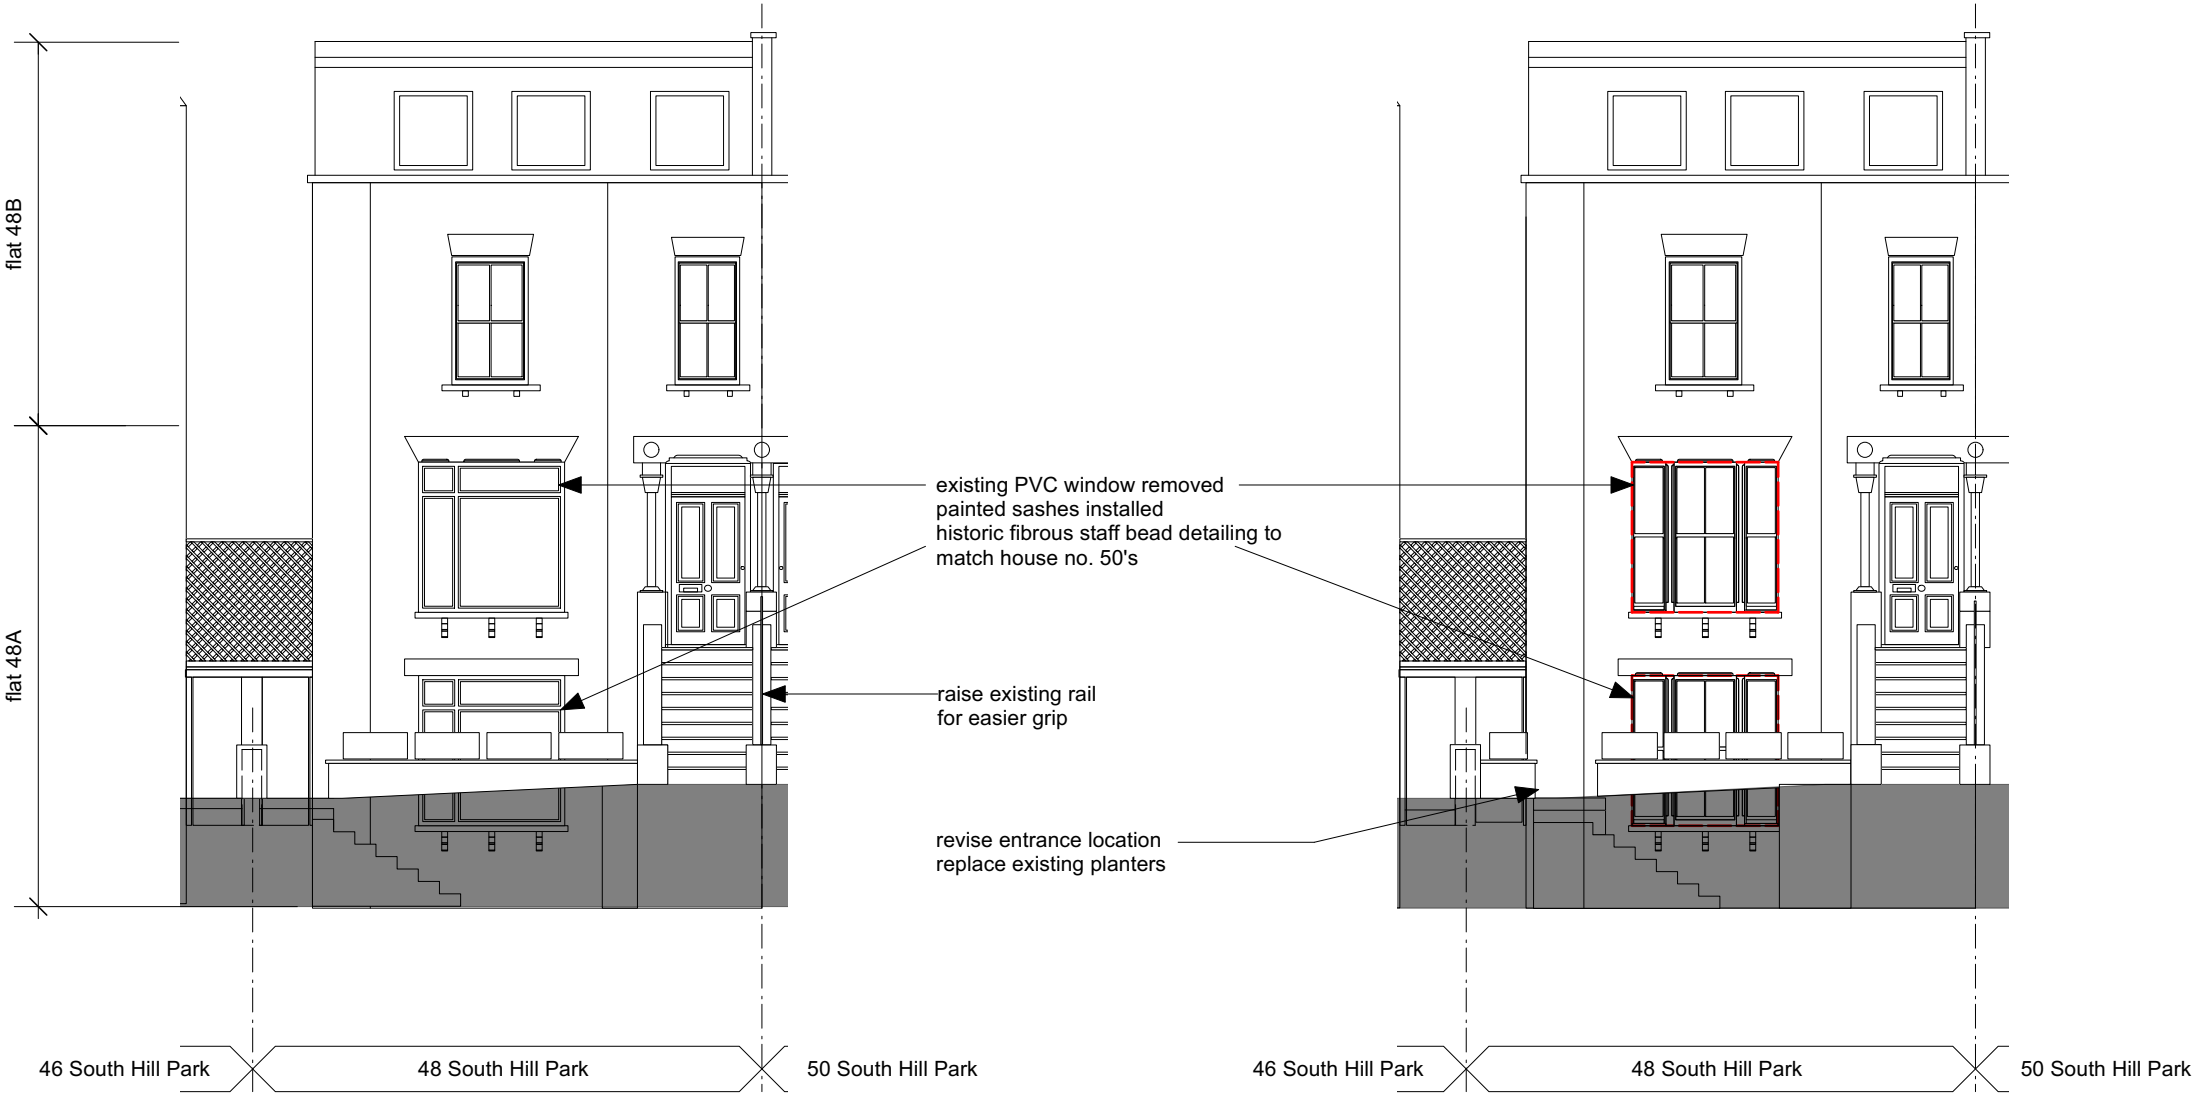 flat 48B
flat 48A
existing PVC window removed
painted sashes installed
historic fibrous staff bead detailing to
match house no. 50's
raise existing rail
for easier grip
revise entrance location
replace existing planters
46 South Hill Park
48 South Hill Park
50 South Hill Park
46 South Hill Park
48 South Hill Park
50 South Hill Park